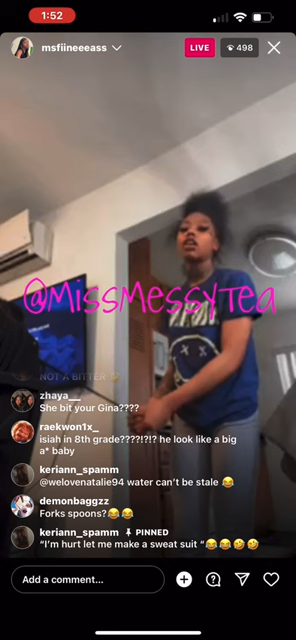 1:52
msfiineeeass
LIVE
498
@MissMessyTea
NOT A BITTER
zhaya__
She bit your Gina????
raekwon1x_
isiah in 8th grade????!?!? he look like a big
a* baby
keriann_spamm
@welovenatalie94 water can't be stale 😂
demonbaggzz
Forks spoons?😂😂
keriann_spamm PINNED
"I'm hurt let me make a sweat suit "😂😂🤣🤣
Add a comment...